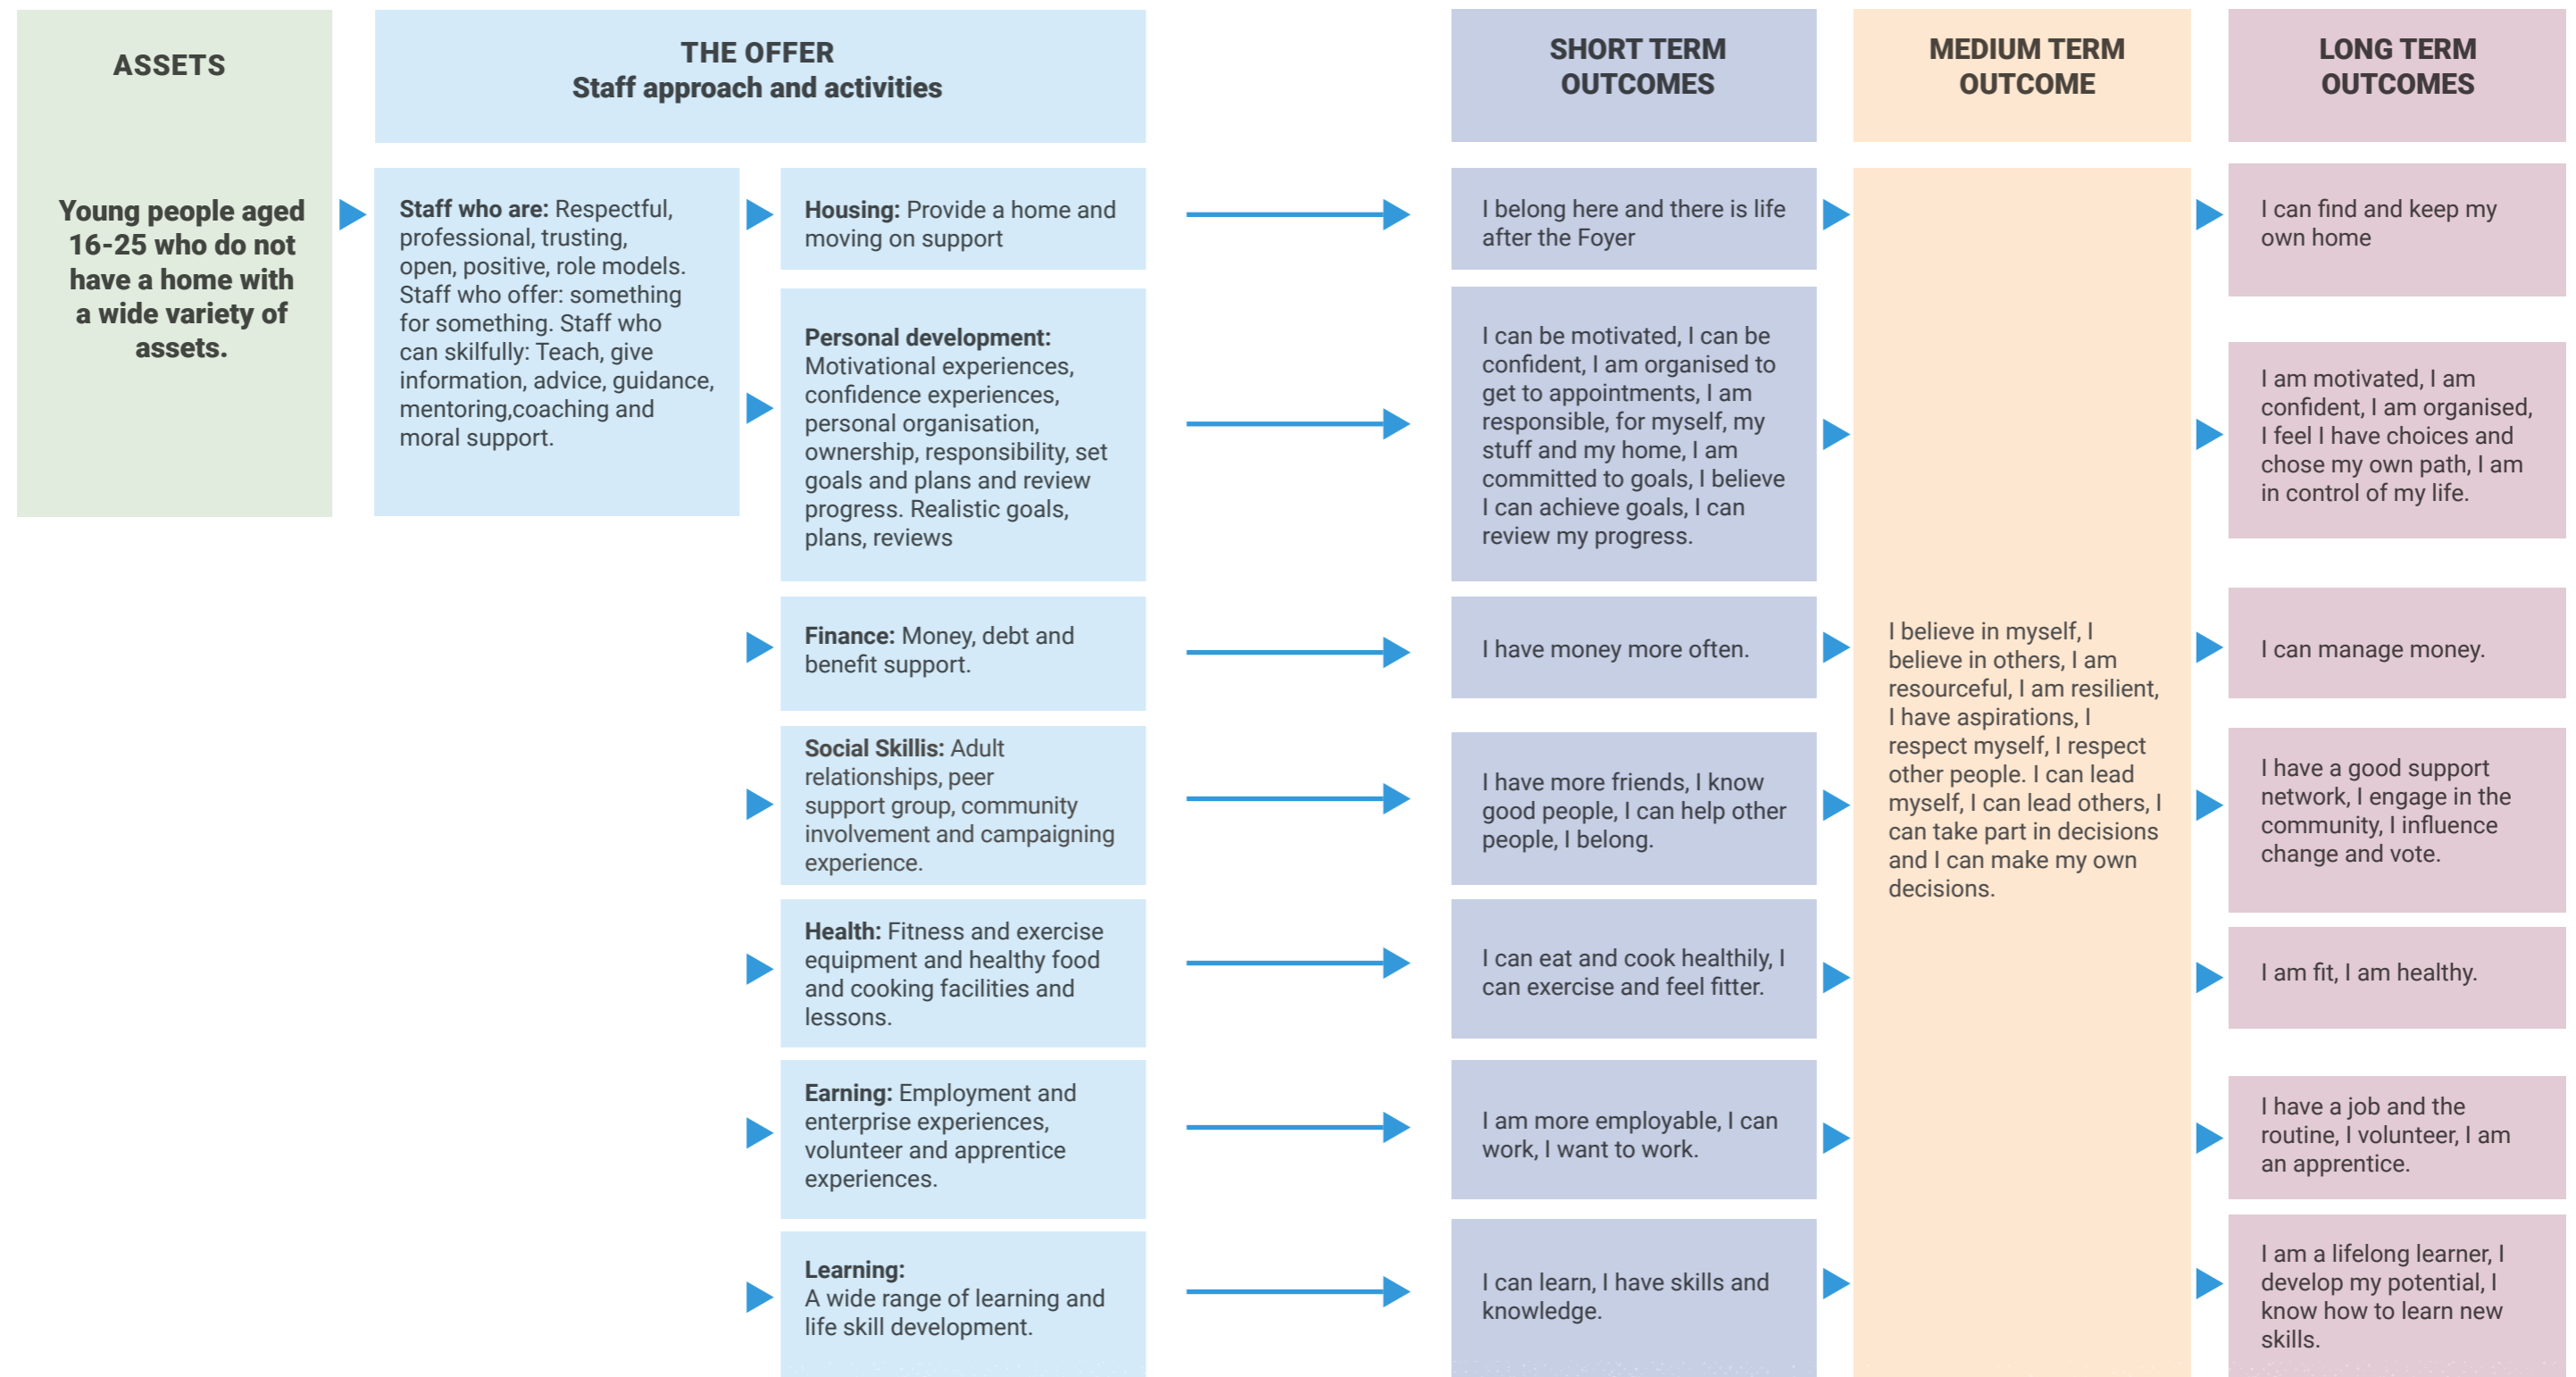 ASSETS
Young people aged
16-25 who do not
have a home with
a wide variety of
assets.
THE OFFER
Staff approach and activities
Staff who are: Respectful,
professional, trusting,
open, positive, role models.
Staff who offer: something
for something. Staff who
can skilfully: Teach, give
information, advice, guidance,
mentoring,coaching and
moral support.
Housing: Provide a home and
moving on support
Personal development:
Motivational experiences,
confidence experiences,
personal organisation,
ownership, responsibility, set
goals and plans and review
progress. Realistic goals,
plans, reviews
Finance: Money, debt and
benefit support.
Social Skillis: Adult
relationships, peer
support group, community
involvement and campaigning
experience.
Health: Fitness and exercise
equipment and healthy food
and cooking facilities and
lessons.
Earning: Employment and
enterprise experiences,
volunteer and apprentice
experiences.
Learning:
A wide range of learning and
life skill development.
SHORT TERM
OUTCOMES
I belong here and there is life
after the Foyer
I can be motivated, I can be
confident, I am organised to
get to appointments, I am
responsible, for myself, my
stuff and my home, I am
committed to goals, I believe
I can achieve goals, I can
review my progress.
I have money more often.
I have more friends, I know
good people, I can help other
people, I belong.
I can eat and cook healthily, I
can exercise and feel fitter.
I am more employable, I can
work, I want to work.
I can learn, I have skills and
knowledge.
MEDIUM TERM
OUTCOME
I believe in myself, I
believe in others, I am
resourceful, I am resilient,
I have aspirations, I
respect myself, I respect
other people. I can lead
myself, I can lead others, I
can take part in decisions
and I can make my own
decisions.
LONG TERM
OUTCOMES
I can find and keep my
own home
I am motivated, I am
confident, I am organised,
I feel I have choices and
chose my own path, I am
in control of my life.
I can manage money.
I have a good support
network, I engage in the
community, I influence
change and vote.
I am fit, I am healthy.
I have a job and the
routine, I volunteer, I am
an apprentice.
I am a lifelong learner, I
develop my potential, I
know how to learn new
skills.